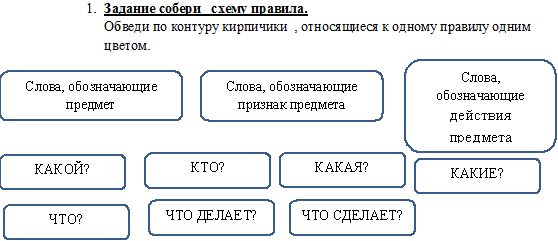 1. Задание собери схему правила.
Обведи по контуру кирпичики , относящиеся к одному правилу одним
цветом.
Слова, обозначающие
предмет
Слова, обозначающие
признак предмета
Слова,
обозначающие
действия
предмета
КАКОЙ?
КТО?
КАКАЯ?
КАКИЕ?
ЧТО?
ЧТО ДЕЛАЕТ?
ЧТО СДЕЛАЕТ?